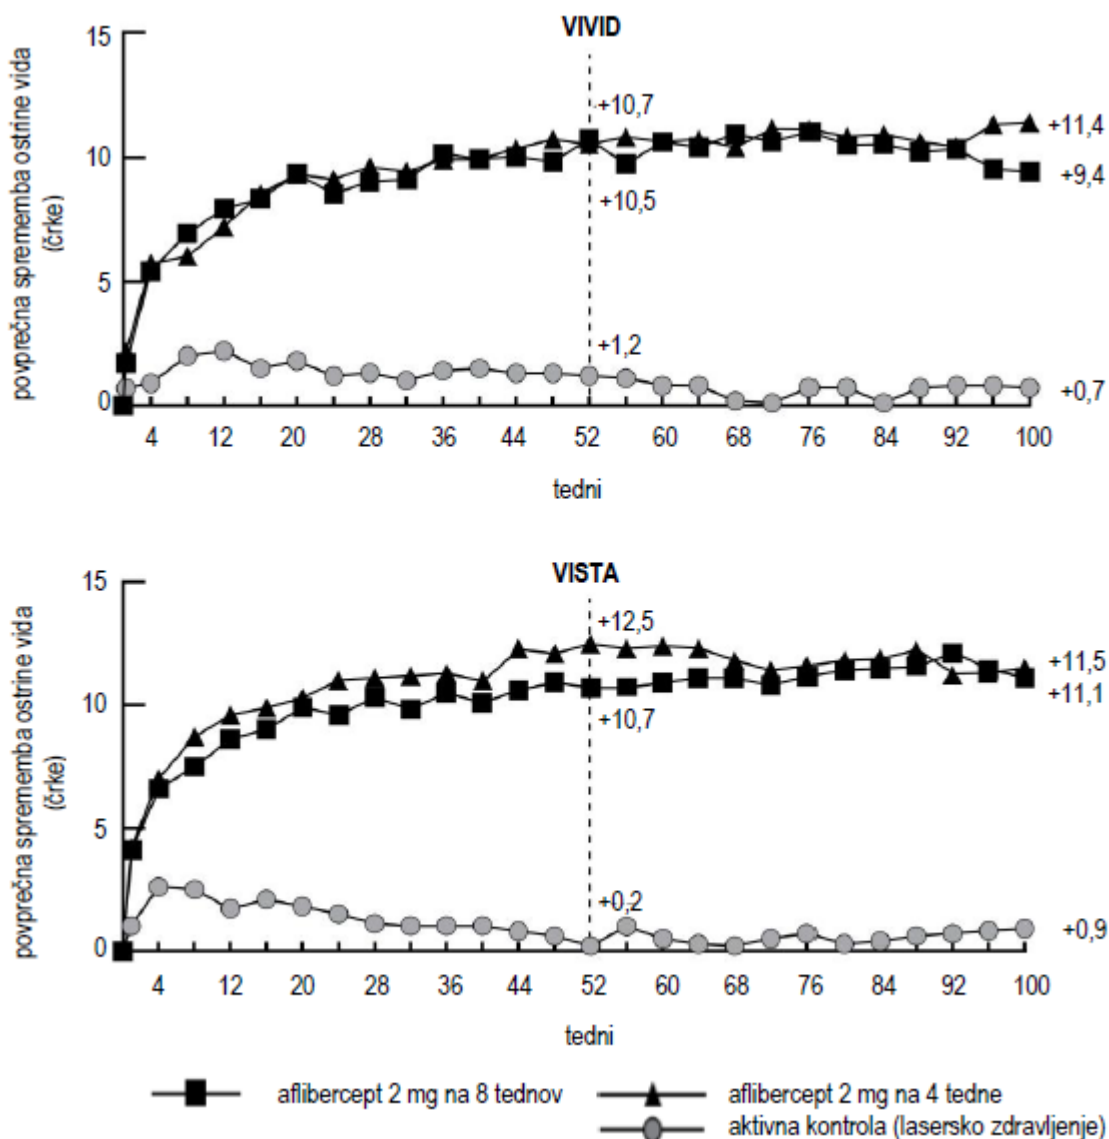 VIVID
povprečna sprememba ostrine vida
(črke)
15
10
5
0
+10,7
+10,5
+1,2
+11,4
+9,4
+0,7
4 12 20 28 36 44 52 60 68 76 84 92 100
tedni
VISTA
povprečna sprememba ostrine vida
(črke)
15
10
5
0
+12,5
+10,7
+0,2
+11,5
+11,1
+0,9
4 12 20 28 36 44 52 60 68 76 84 92 100
tedni
aflibercept 2 mg na 8 tednov
aflibercept 2 mg na 4 tedne
aktivna kontrola (lasersko zdravljenje)